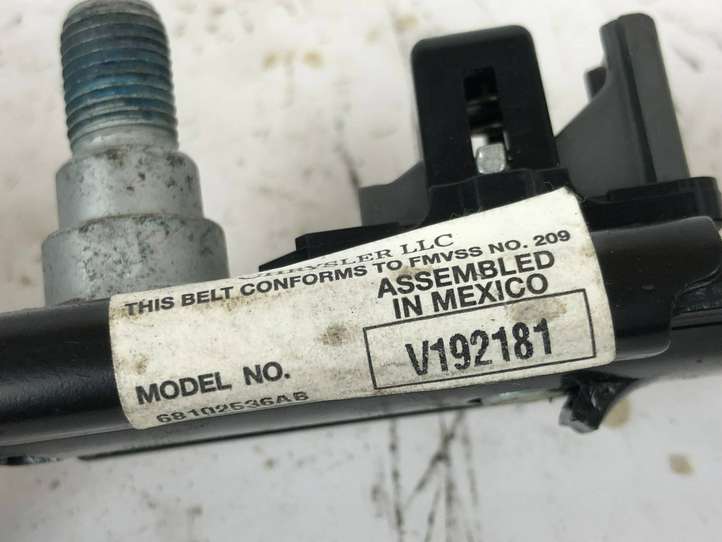 CHRYSLER LLC
THIS BELT CONFORMS TO FMVSS NO. 209
ASSEMBLED
IN MEXICO
MODEL NO.
V192181
68102536AB